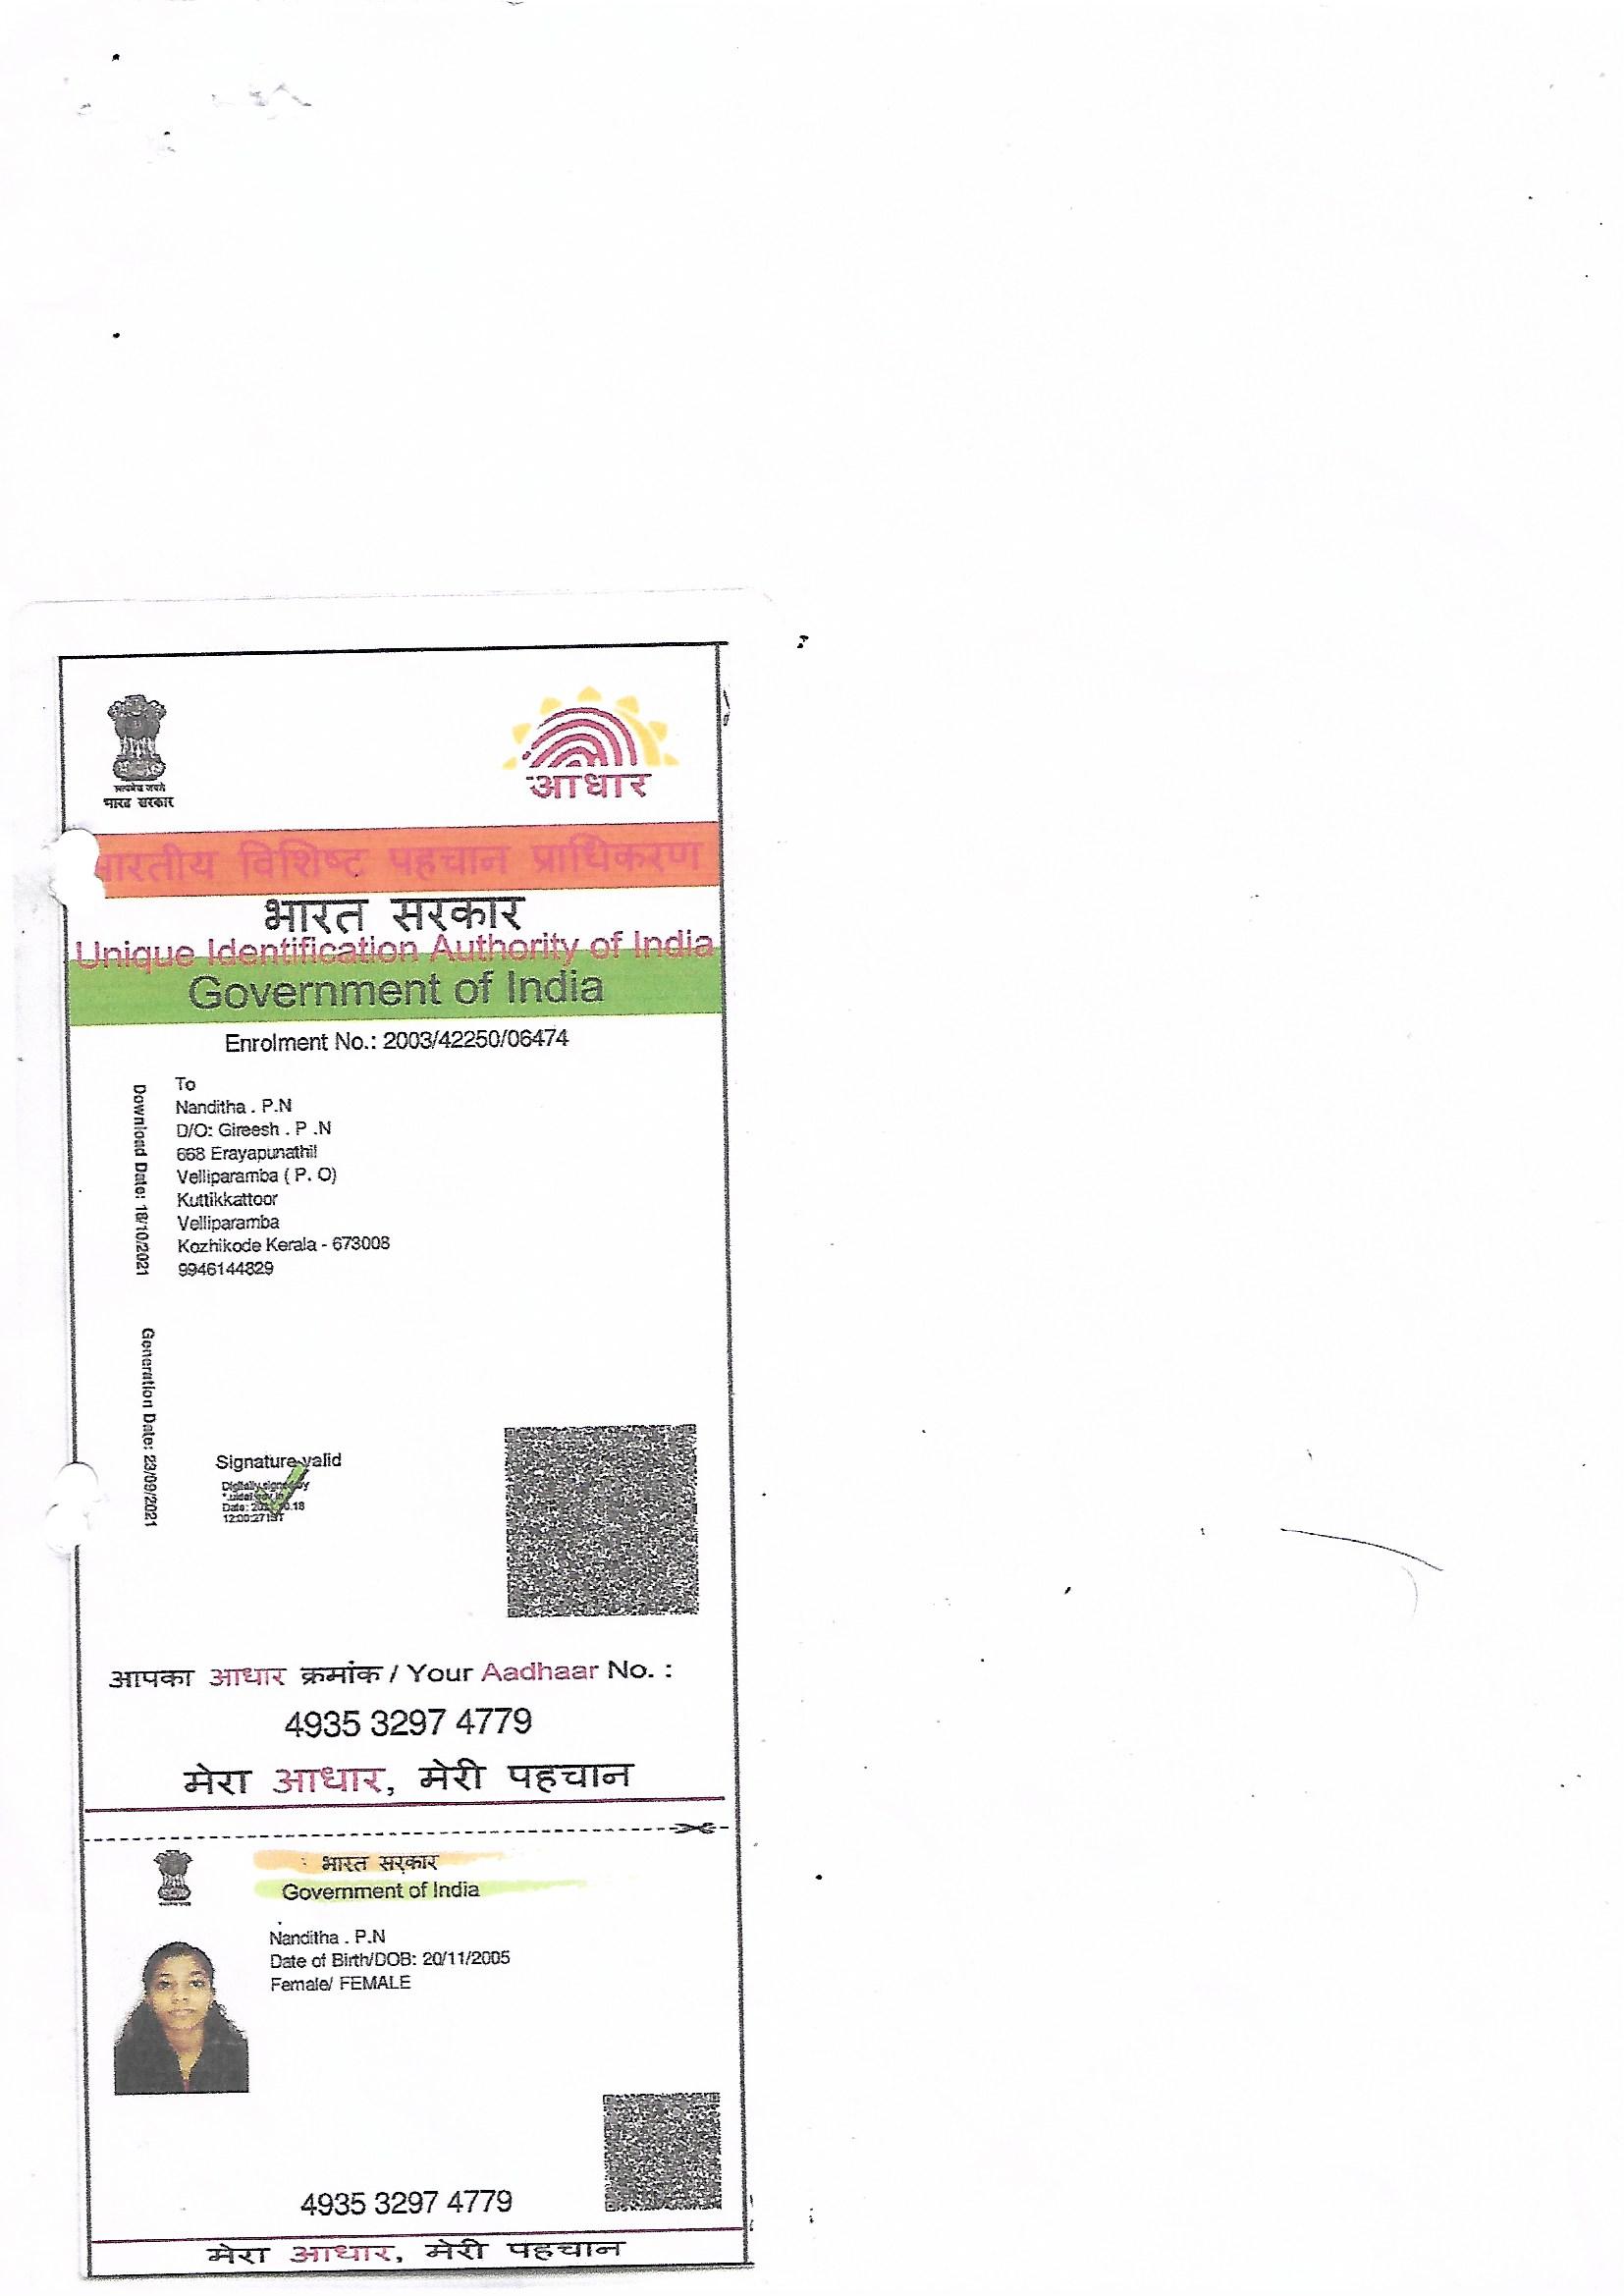 सत्यमेव जयते
भारत सरकार
आधार
भारतीय विशिष्ट पहचान प्राधिकरण
भारत सरकार
Unique Identification Authority of India
Government of India
Enrolment No.: 2003/42250/06474
Download Date: 18/10/2021
To
Nanditha . P.N
D/O: Gireesh . P .N
668 Erayapunathil
Velliparamba ( P. O)
Kuttikkattoor
Velliparamba
Kozhikode Kerala - 673008
9946144829
Generation Date: 23/09/2021
Signature valid
Digitally signed by
Date:
12:00:27 IST
आपका आधार क्रमांक / Your Aadhaar No. :
4935 3297 4779
मेरा आधार, मेरी पहचान
भारत सरकार
Government of India
Nanditha . P.N
Date of Birth/DOB: 20/11/2005
Female/ FEMALE
4935 3297 4779
मेरा आधार, मेरी पहचान